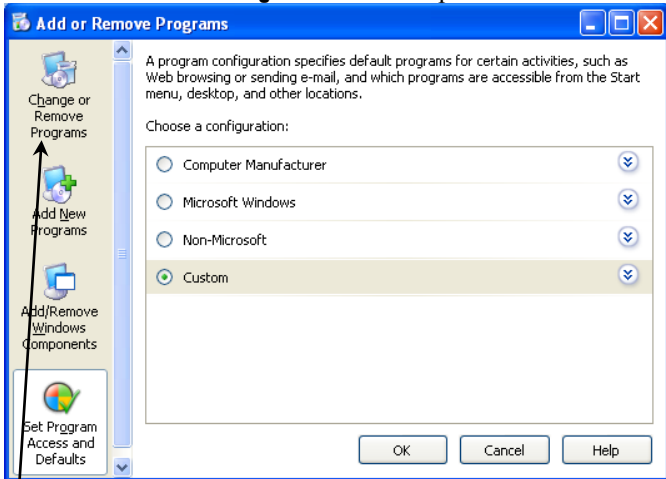 Add or Remove Programs
Change or
Remove
Programs
Add New
Programs
Add/Remove
Windows
Components
Set Program
Access and
Defaults
A program configuration specifies default programs for certain activities, such as
Web browsing or sending e-mail, and which programs are accessible from the Start
menu, desktop, and other locations.
Choose a configuration:
Computer Manufacturer
Microsoft Windows
Non-Microsoft
Custom
OK
Cancel
Help